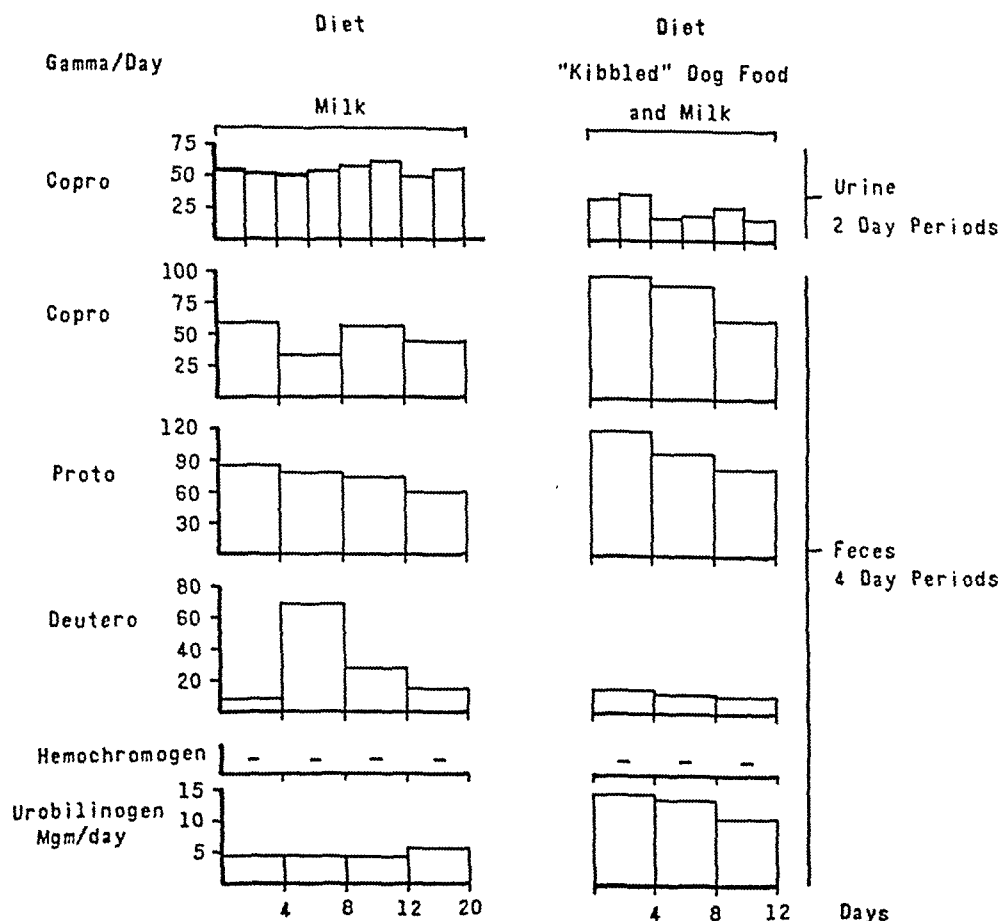 Diet
Diet
Gamma/Day
"Kibbled" Dog Food
Milk
and Milk
Copro
75
50
25
Urine
2 Day Periods
Copro
100
75
50
25
Proto
120
90
60
30
Feces
4 Day Periods
Deutero
80
60
40
20
Hemochromogen
- - - -
- - -
Urobilinogen
Mgm/day
15
10
5
4 8 12 20
4 8 12 Days